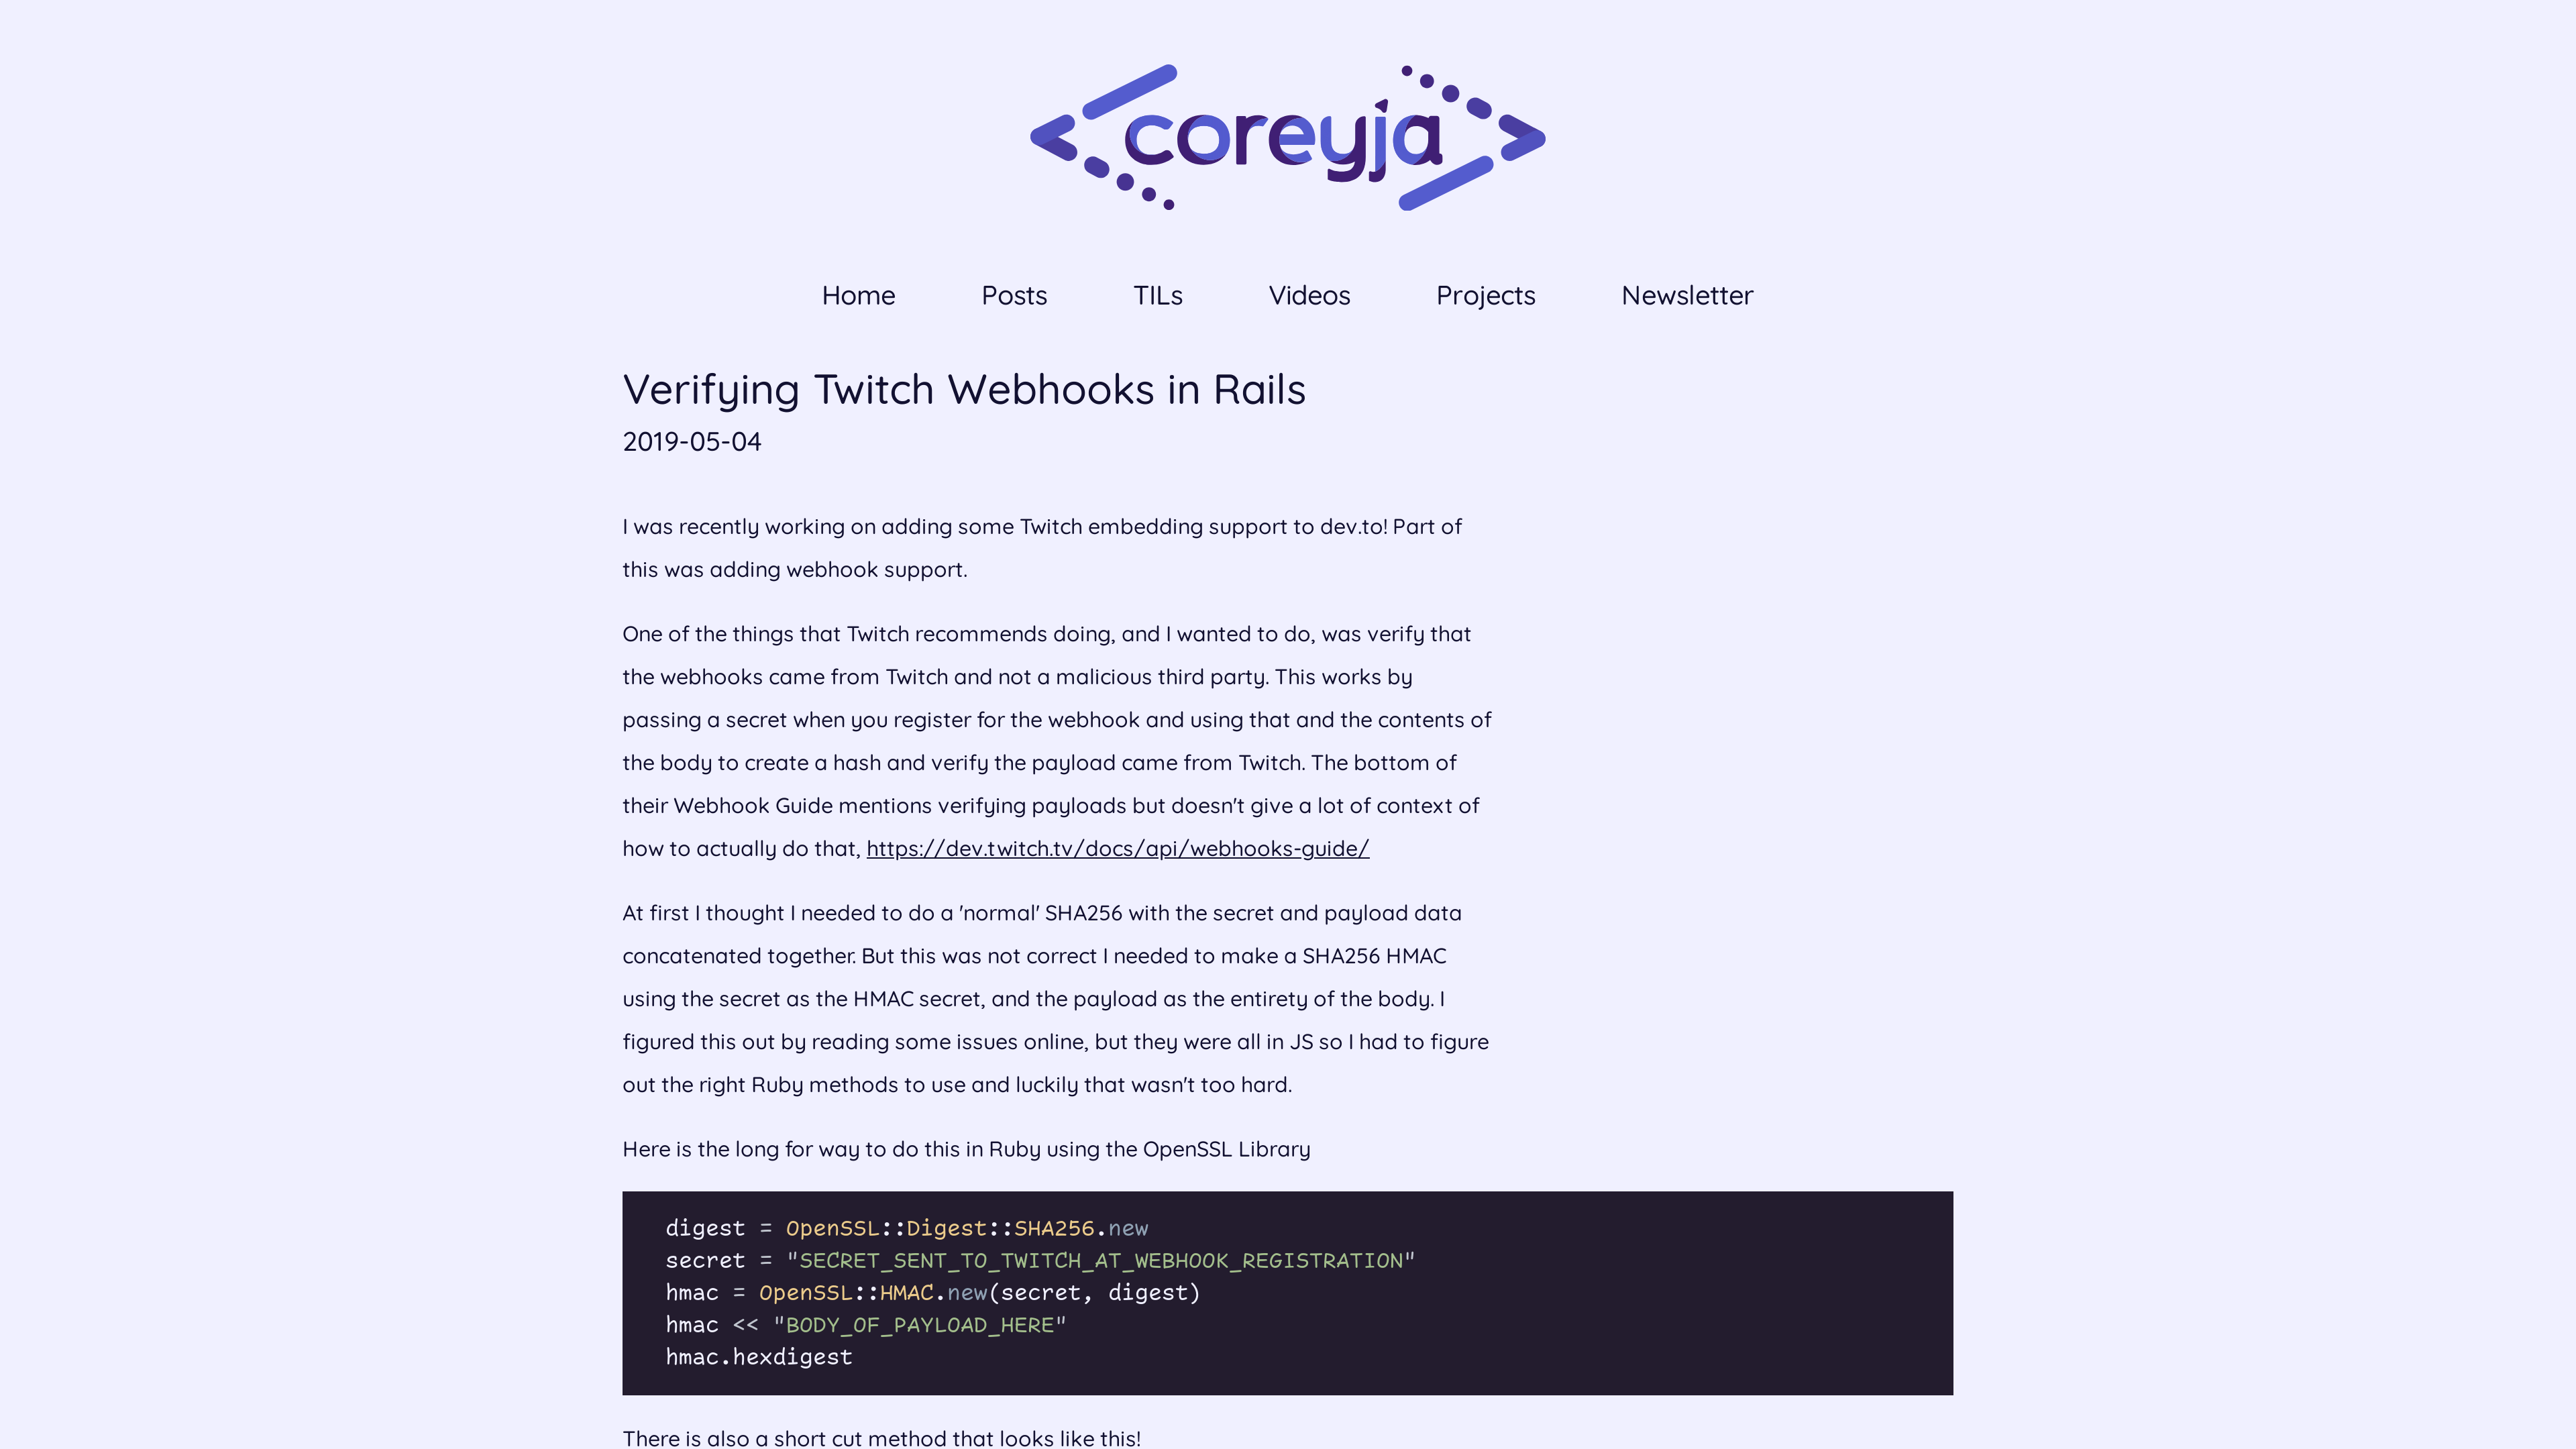 coreyja
Home Posts TILs Videos Projects Newsletter
Verifying Twitch Webhooks in Rails
2019-05-04
I was recently working on adding some Twitch embedding support to dev.to! Part of
this was adding webhook support.
One of the things that Twitch recommends doing, and I wanted to do, was verify that
the webhooks came from Twitch and not a malicious third party. This works by
passing a secret when you register for the webhook and using that and the contents of
the body to create a hash and verify the payload came from Twitch. The bottom of
their Webhook Guide mentions verifying payloads but doesn't give a lot of context of
how to actually do that, https://dev.twitch.tv/docs/api/webhooks-guide/
At first I thought I needed to do a 'normal' SHA256 with the secret and payload data
concatenated together. But this was not correct I needed to make a SHA256 HMAC
using the secret as the HMAC secret, and the payload as the entirety of the body. I
figured this out by reading some issues online, but they were all in JS so I had to figure
out the right Ruby methods to use and luckily that wasn't too hard.
Here is the long for way to do this in Ruby using the OpenSSL Library
digest = OpenSSL::Digest::SHA256.new
secret = "SECRET_SENT_TO_TWITCH_AT_WEBHOOK_REGISTRATION"
hmac = OpenSSL::HMAC.new(secret, digest)
hmac << "BODY_OF_PAYLOAD_HERE"
hmac.hexdigest
There is also a short cut method that looks like this!